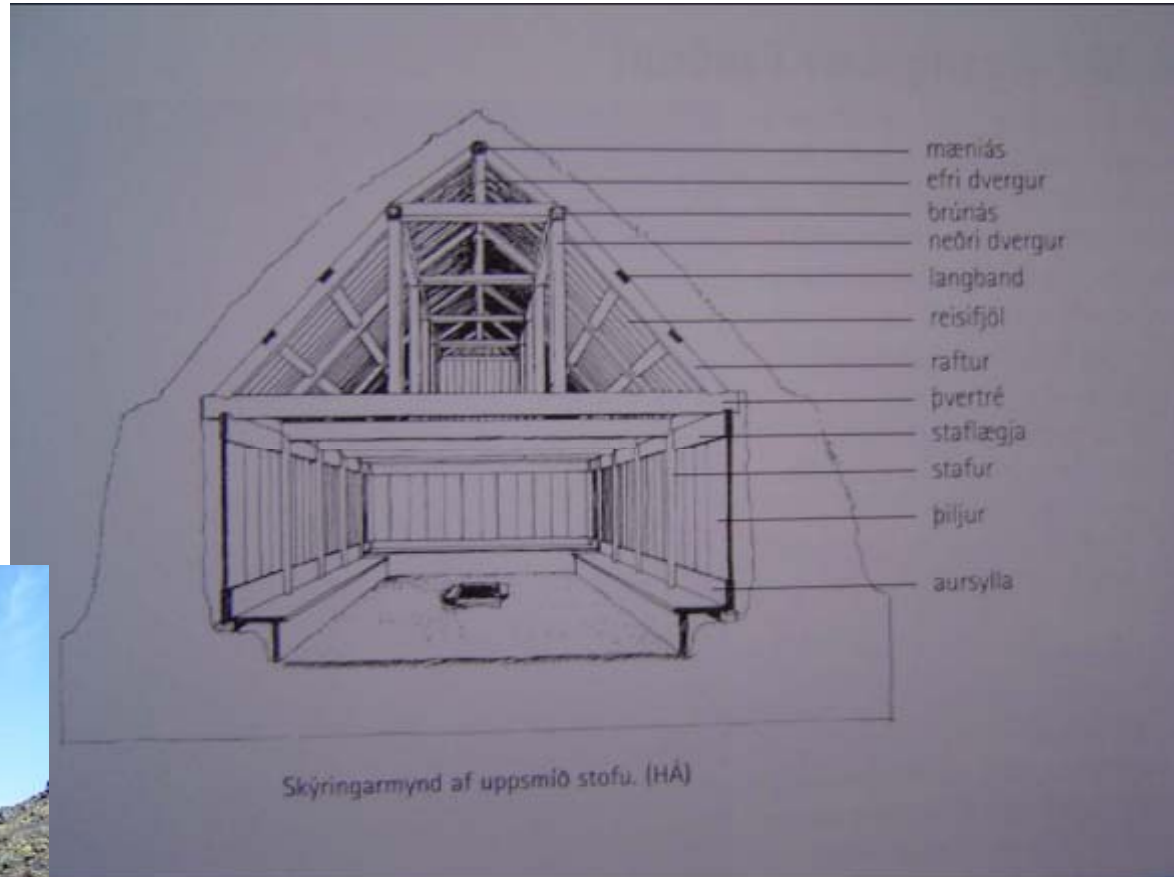 mæniás
efri dvergur
brúnás
neðri dvergur
langband
reisifjöl
raftur
þvertré
staflægja
stafur
þiljur
aursylla
Skýringarmynd af uppsmíð stofu. (HÁ)